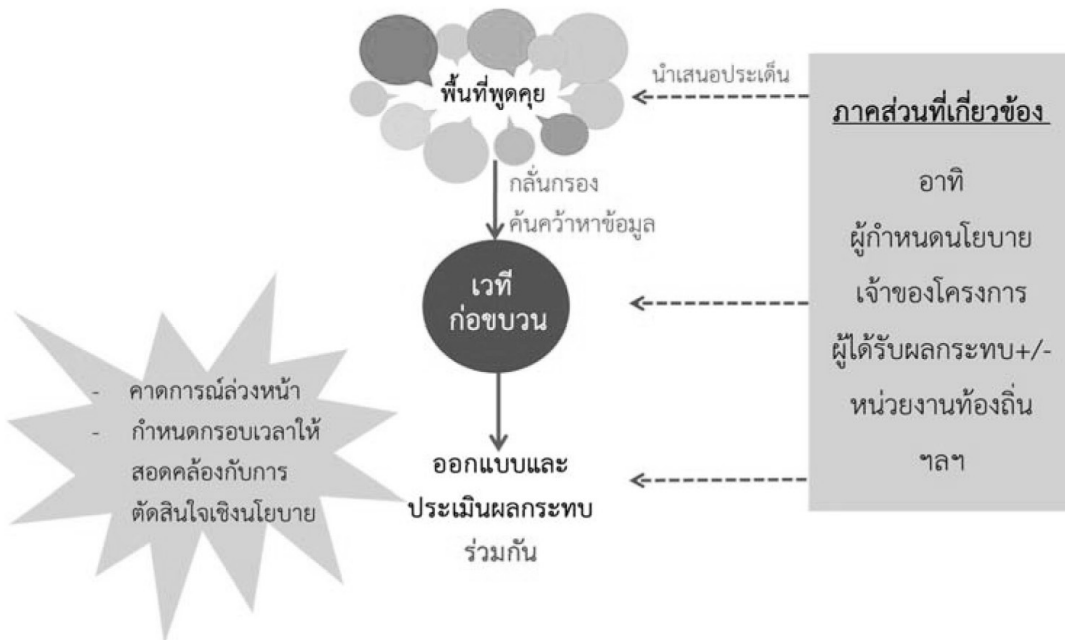 พื้นที่พูดคุย
นำเสนอประเด็น
กลั่นกรอง
ค้นคว้าหาข้อมูล
เวที
ก่อขบวน
ออกแบบและ
ประเมินผลกระทบ
ร่วมกัน
- คาดการณ์ล่วงหน้า
- กำหนดกรอบเวลาให้
สอดคล้องกับการ
ตัดสินใจเชิงนโยบาย
ภาคส่วนที่เกี่ยวข้อง
อาทิ
ผู้กำหนดนโยบาย
เจ้าของโครงการ
ผู้ได้รับผลกระทบ+/-
หน่วยงานท้องถิ่น
ฯลฯ